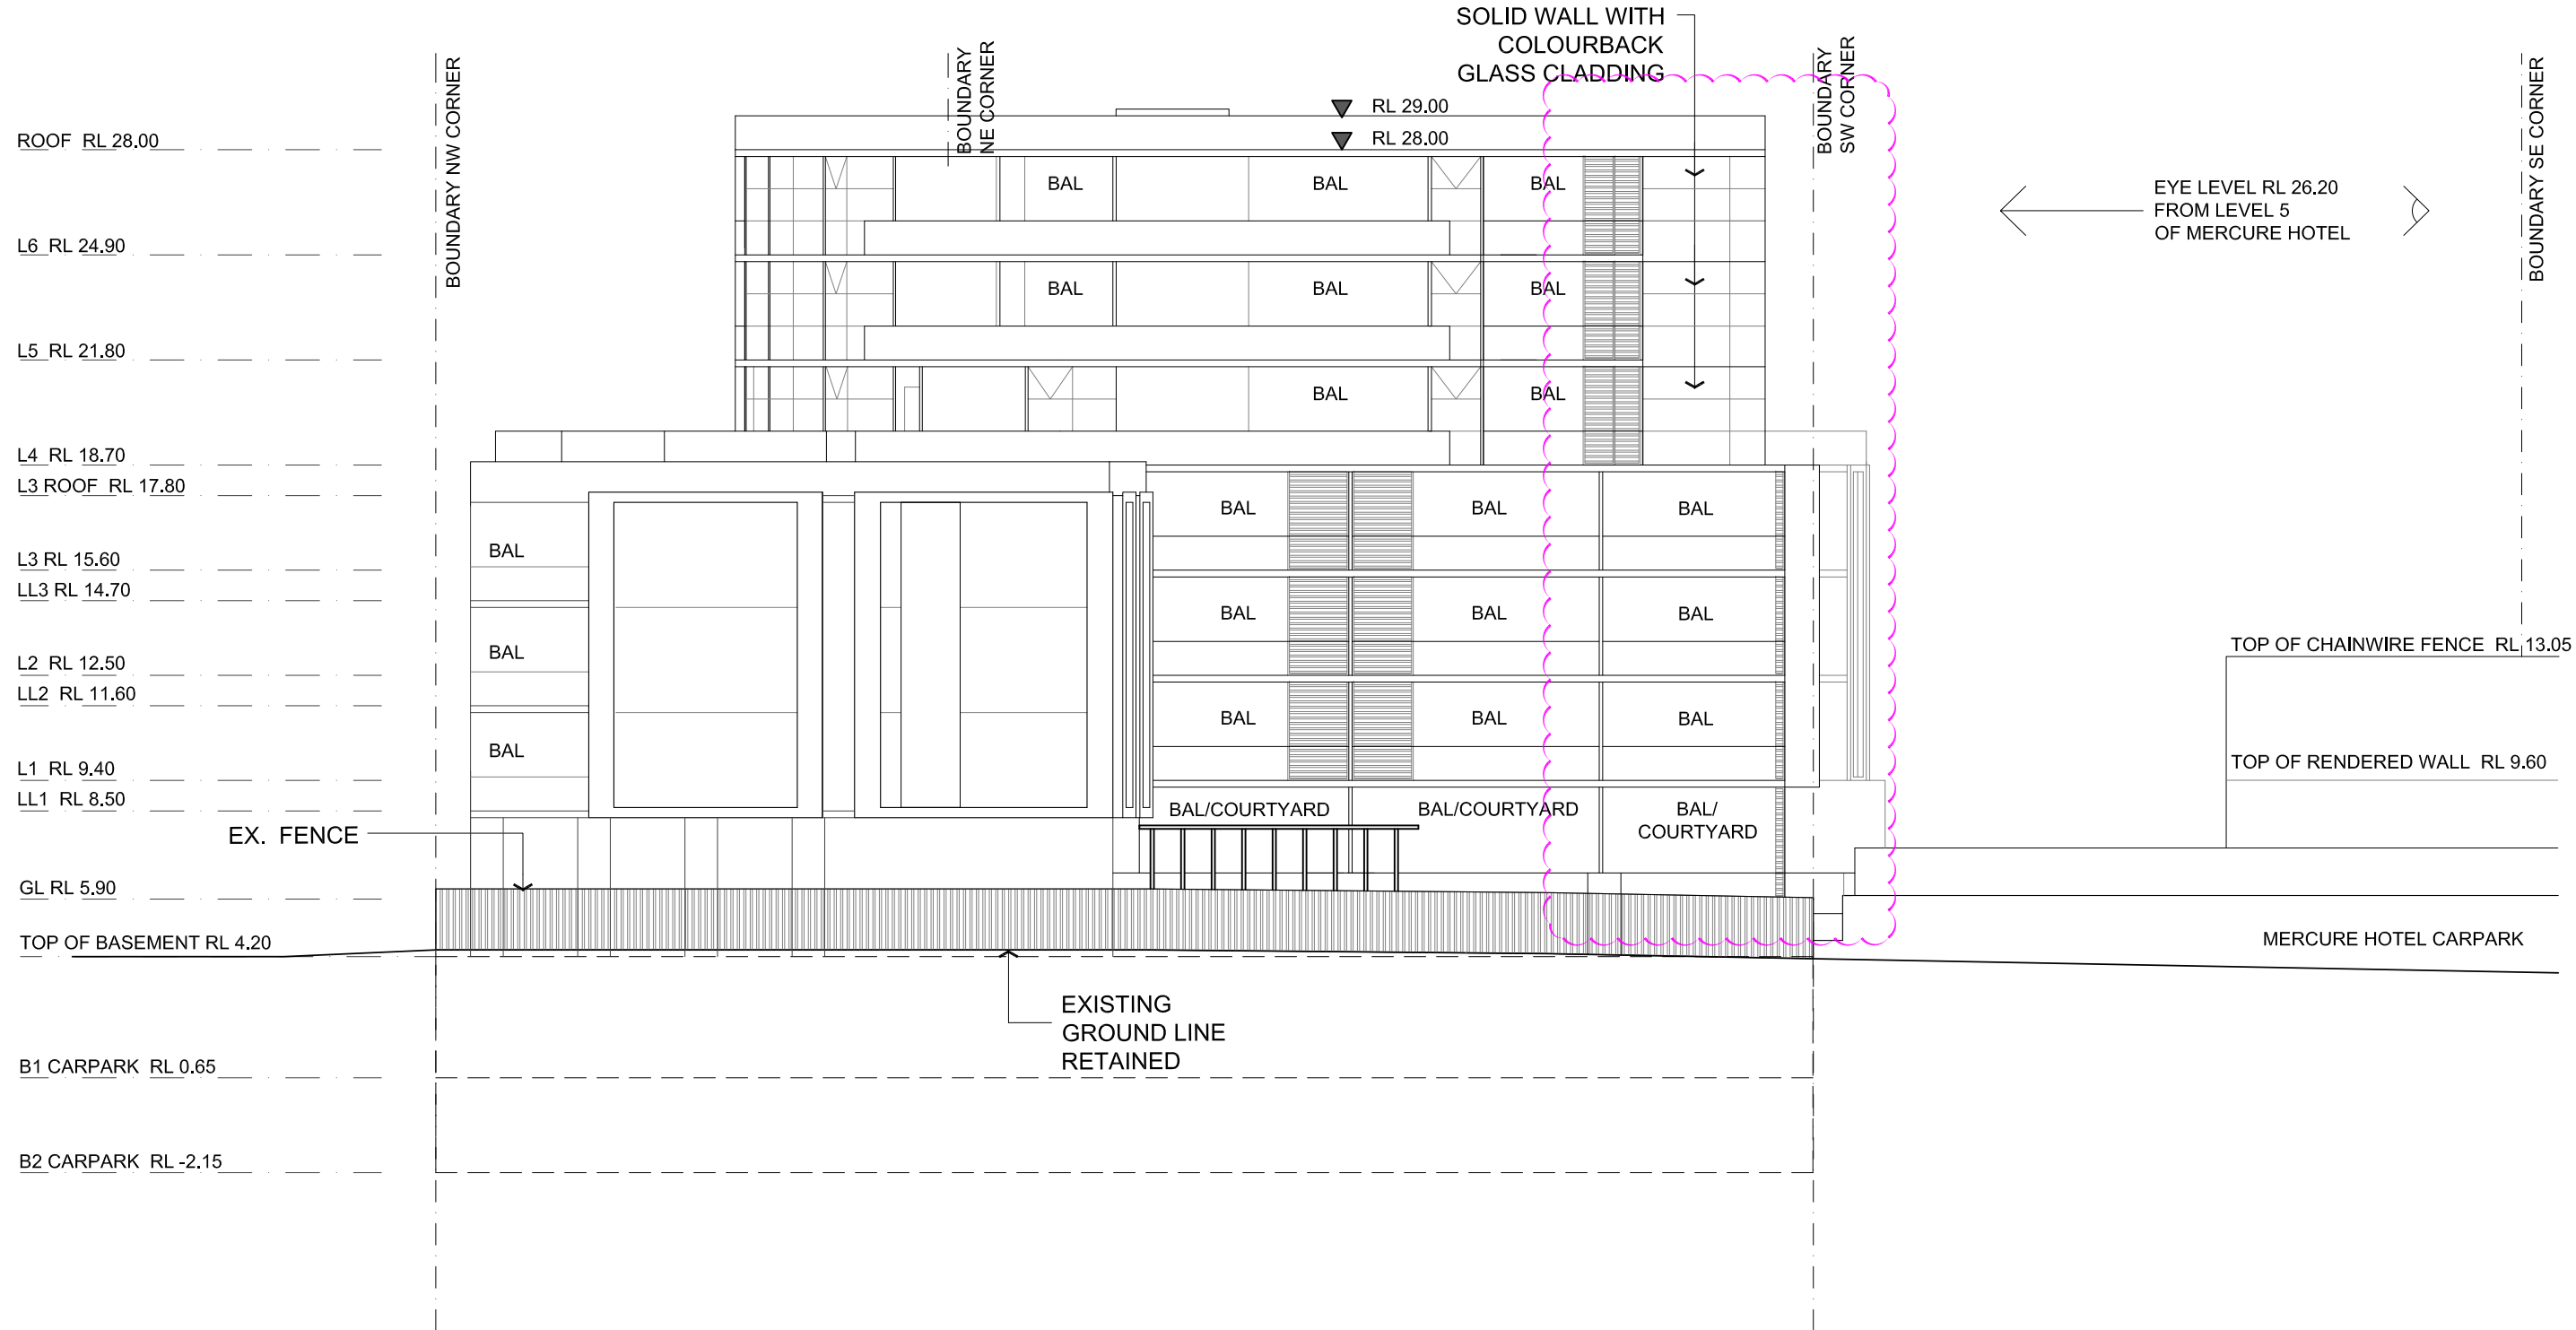 SOLID WALL WITH
COLOURBACK
GLASS CLADDING
BOUNDARY NW CORNER
BOUNDARY
NE CORNER
BOUNDARY
SW CORNER
BOUNDARY SE CORNER
RL 29.00
RL 28.00
ROOF RL 28.00
BAL
BAL
BAL
EYE LEVEL RL 26.20
FROM LEVEL 5
OF MERCURE HOTEL
L6 RL 24.90
BAL
BAL
BAL
L5 RL 21.80
BAL
BAL
L4 RL 18.70
L3 ROOF RL 17.80
BAL
BAL
BAL
BAL
L3 RL 15.60
LL3 RL 14.70
BAL
BAL
BAL
BAL
L2 RL 12.50
LL2 RL 11.60
TOP OF CHAINWIRE FENCE RL 13.05
BAL
BAL
BAL
BAL
L1 RL 9.40
LL1 RL 8.50
TOP OF RENDERED WALL RL 9.60
BAL/COURTYARD
BAL/COURTYARD
BAL/
COURTYARD
EX. FENCE
GL RL 5.90
TOP OF BASEMENT RL 4.20
MERCURE HOTEL CARPARK
EXISTING
GROUND LINE
RETAINED
B1 CARPARK RL 0.65
B2 CARPARK RL -2.15